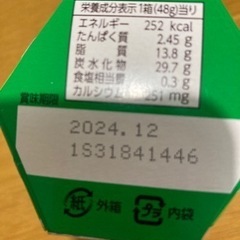 栄養成分表示 1箱(48g)当り
エネルギー 252 kcal
たんぱく質 2.45 g
脂質 13.8 g
炭水化物 29.7 g
食塩相当量 0.3 g
カルシウム 251 mg
賞味期限
2024.12
1S31841446
紙 外箱 プラ 内袋